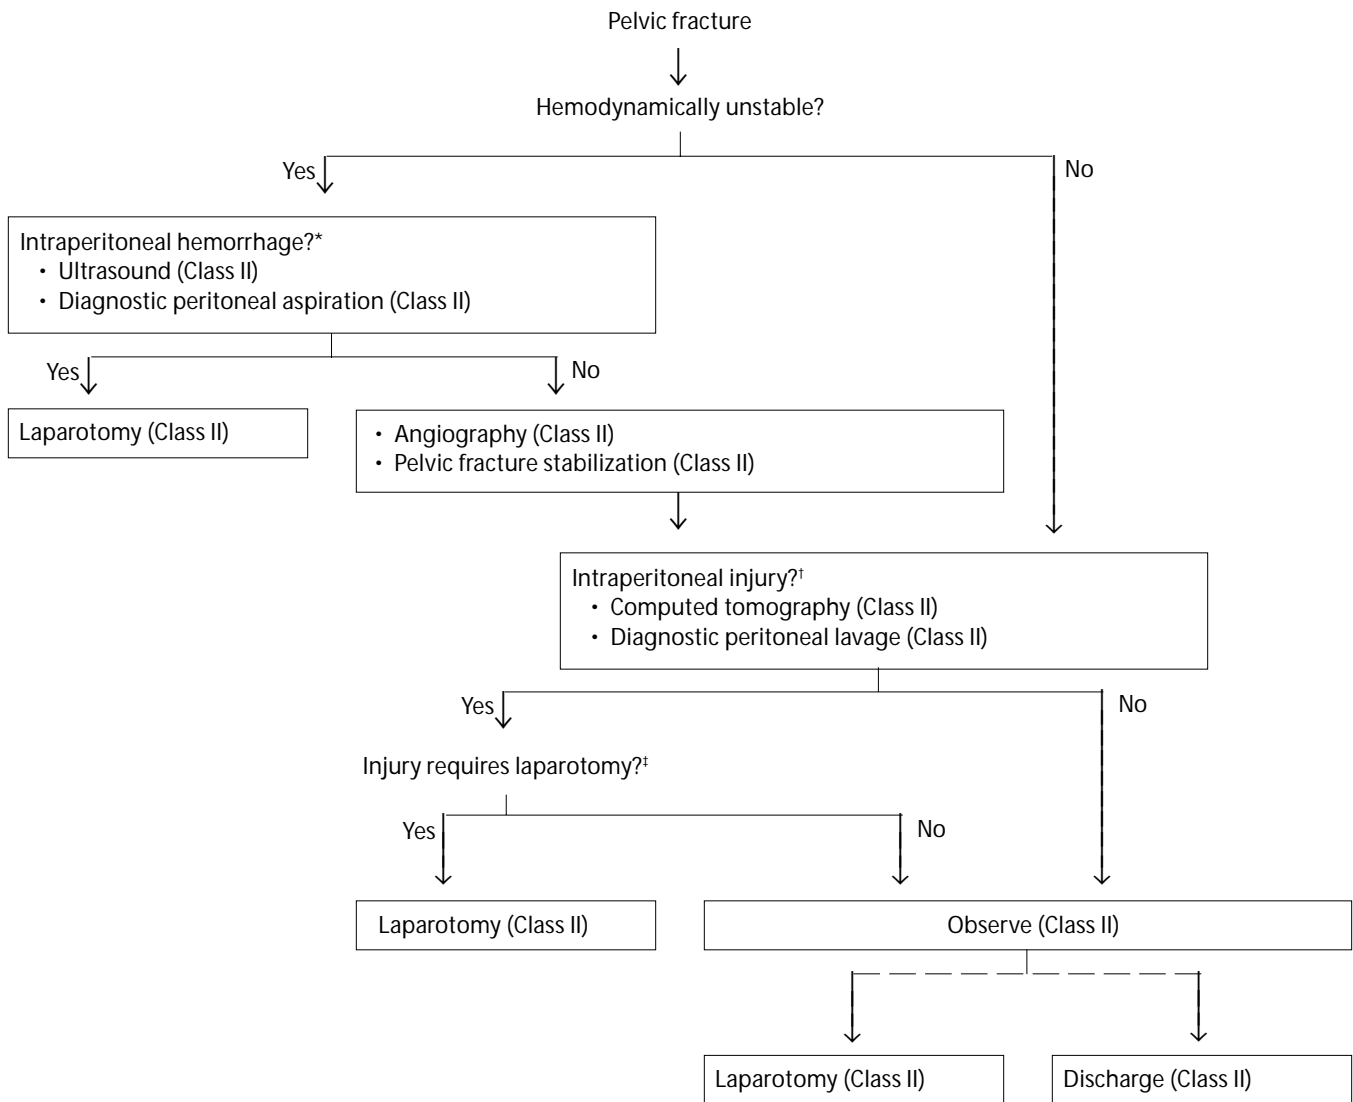 Pelvic fracture
Hemodynamically unstable?
Yes
No
Intraperitoneal hemorrhage?*
• Ultrasound (Class II)
• Diagnostic peritoneal aspiration (Class II)
Yes
No
Laparotomy (Class II)
• Angiography (Class II)
• Pelvic fracture stabilization (Class II)
Intraperitoneal injury?†
• Computed tomography (Class II)
• Diagnostic peritoneal lavage (Class II)
Yes
No
Injury requires laparotomy?‡
Yes
No
Laparotomy (Class II)
Observe (Class II)
Laparotomy (Class II)
Discharge (Class II)